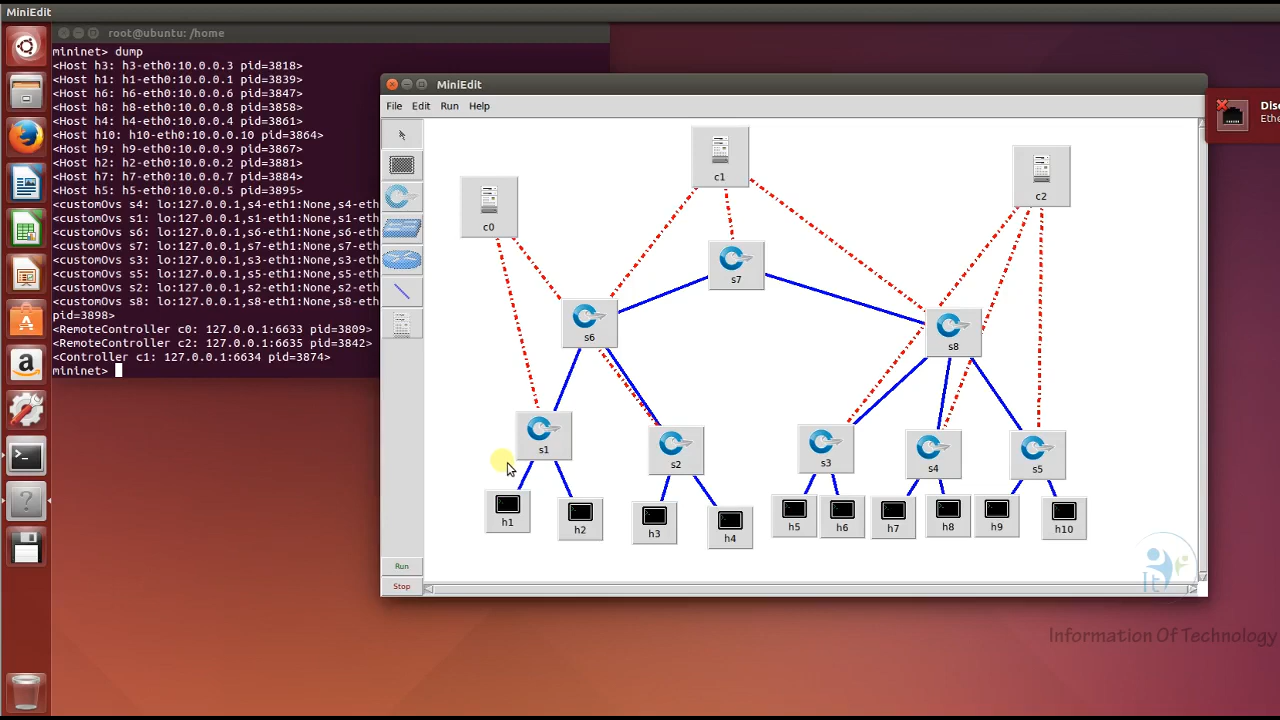 MiniEdit
root@ubuntu: /home
mininet> dump
<Host h3: h3-eth0:10.0.0.3 pid=3818>
<Host h1: h1-eth0:10.0.0.1 pid=3839>
<Host h6: h6-eth0:10.0.0.6 pid=3847>
<Host h8: h8-eth0:10.0.0.8 pid=3858>
<Host h4: h4-eth0:10.0.0.4 pid=3861>
<Host h10: h10-eth0:10.0.0.10 pid=3864>
<Host h9: h9-eth0:10.0.0.9 pid=3867>
<Host h2: h2-eth0:10.0.0.2 pid=3881>
<Host h7: h7-eth0:10.0.0.7 pid=3884>
<Host h5: h5-eth0:10.0.0.5 pid=3895>
<customOvs s4: lo:127.0.0.1,s4-eth1:None,s4-eth
<customOvs s1: lo:127.0.0.1,s1-eth1:None,s1-eth
<customOvs s6: lo:127.0.0.1,s6-eth1:None,s6-eth
<customOvs s7: lo:127.0.0.1,s7-eth1:None,s7-eth
<customOvs s3: lo:127.0.0.1,s3-eth1:None,s3-eth
<customOvs s5: lo:127.0.0.1,s5-eth1:None,s5-eth
<customOvs s2: lo:127.0.0.1,s2-eth1:None,s2-eth
<customOvs s8: lo:127.0.0.1,s8-eth1:None,s8-eth
pid=3898>
<RemoteController c0: 127.0.0.1:6633 pid=3809>
<RemoteController c2: 127.0.0.1:6635 pid=3842>
<Controller c1: 127.0.0.1:6634 pid=3874>
mininet>
MiniEdit
File Edit Run Help
c1
c2
c0
s7
s6
s8
s1
s2
s3
s4
s5
h1
h2
h3
h4
h5
h6
h7
h8
h9
h10
Run
Stop
Disc
Ethe
It
Information Of Technology